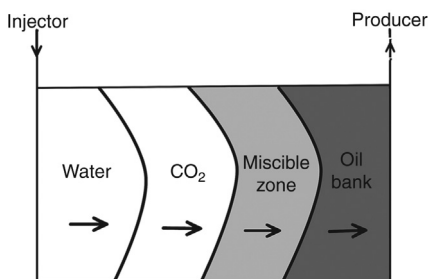 Injector
Producer
Water
CO₂
Miscible
zone
Oil
bank